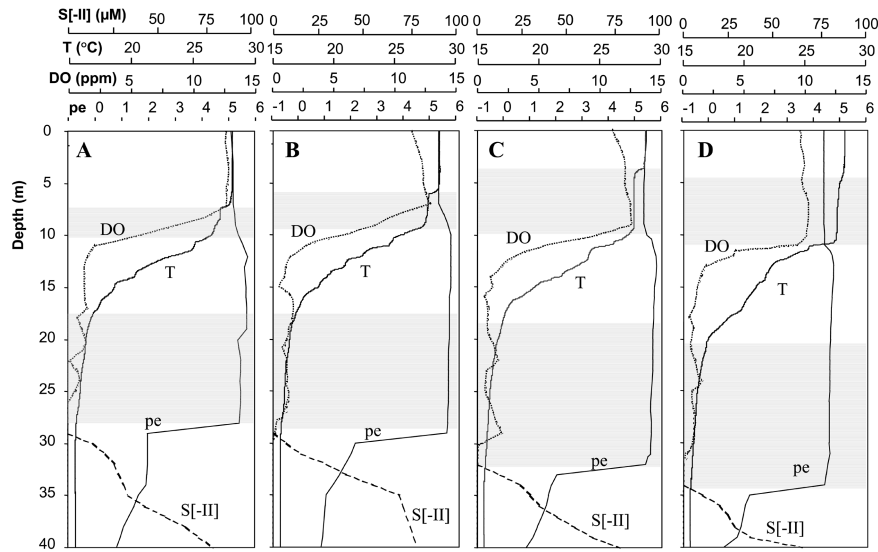 S[-II] (µM) 0 25 50 75 100 0 25 50 75 100 0 25 50 75 100 0 25 50 75 100
T (°C) 20 25 30 15 20 25 30 15 20 25 30 15 20 25 30
DO (ppm) 5 10 15 0 5 10 15 0 5 10 15 0 5 10 15
pe 0 1 2 3 4 5 6 -1 0 1 2 3 4 5 6 -1 0 1 2 3 4 5 6 -1 0 1 2 3 4 5 6
Depth (m)
0
5
10
15
20
25
30
35
40
A
DO
T
pe
S[-II]
B
DO
T
pe
S[-II]
C
DO
T
pe
S[-II]
D
DO
T
pe
S[-II]